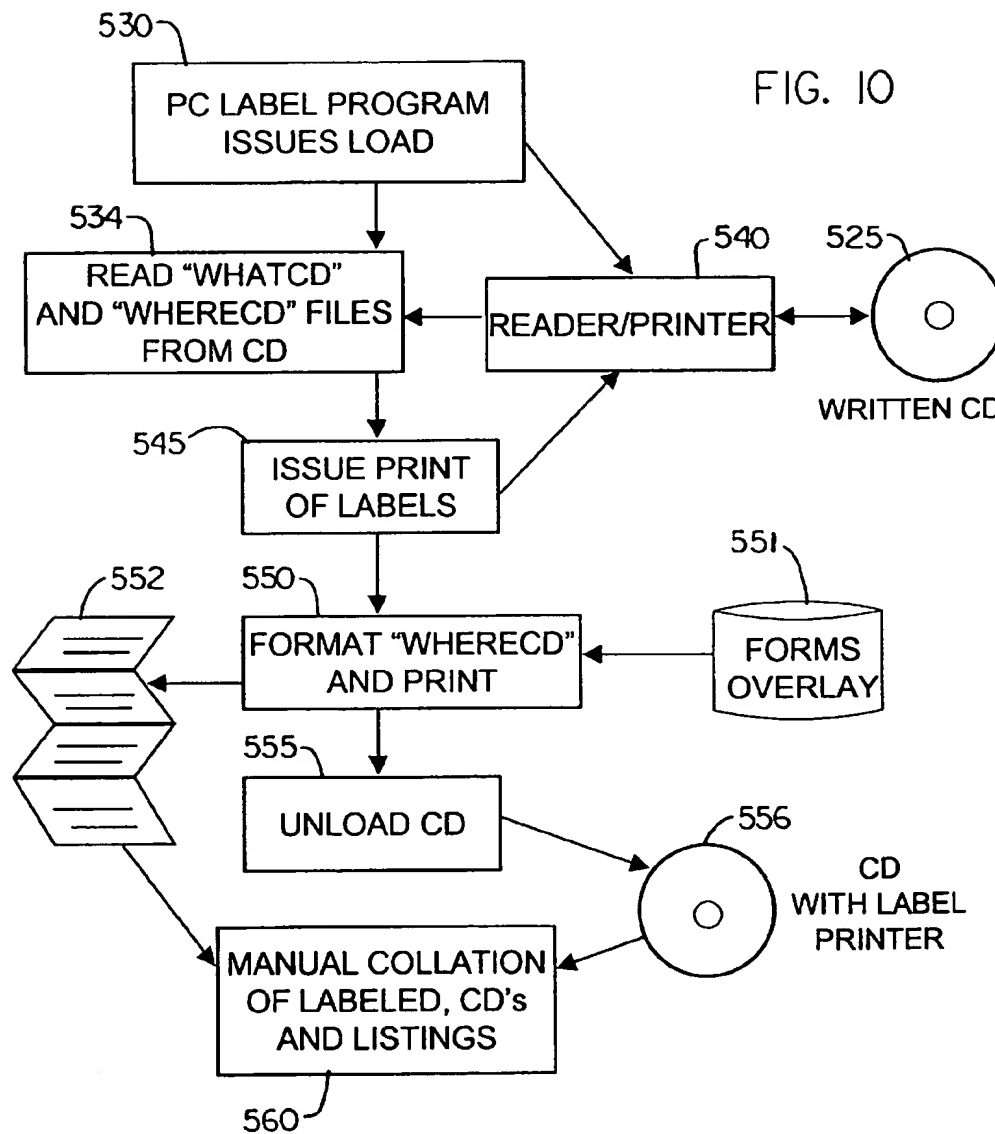 530
FIG. 10
PC LABEL PROGRAM
ISSUES LOAD
534
540
525
READ “WHATCD”
AND “WHERECD” FILES
FROM CD
READER/PRINTER
WRITTEN CD
545
ISSUE PRINT
OF LABELS
552
550
551
FORMAT “WHERECD”
AND PRINT
FORMS
OVERLAY
555
UNLOAD CD
556
CD
WITH LABEL
PRINTER
MANUAL COLLATION
OF LABELED, CD's
AND LISTINGS
560